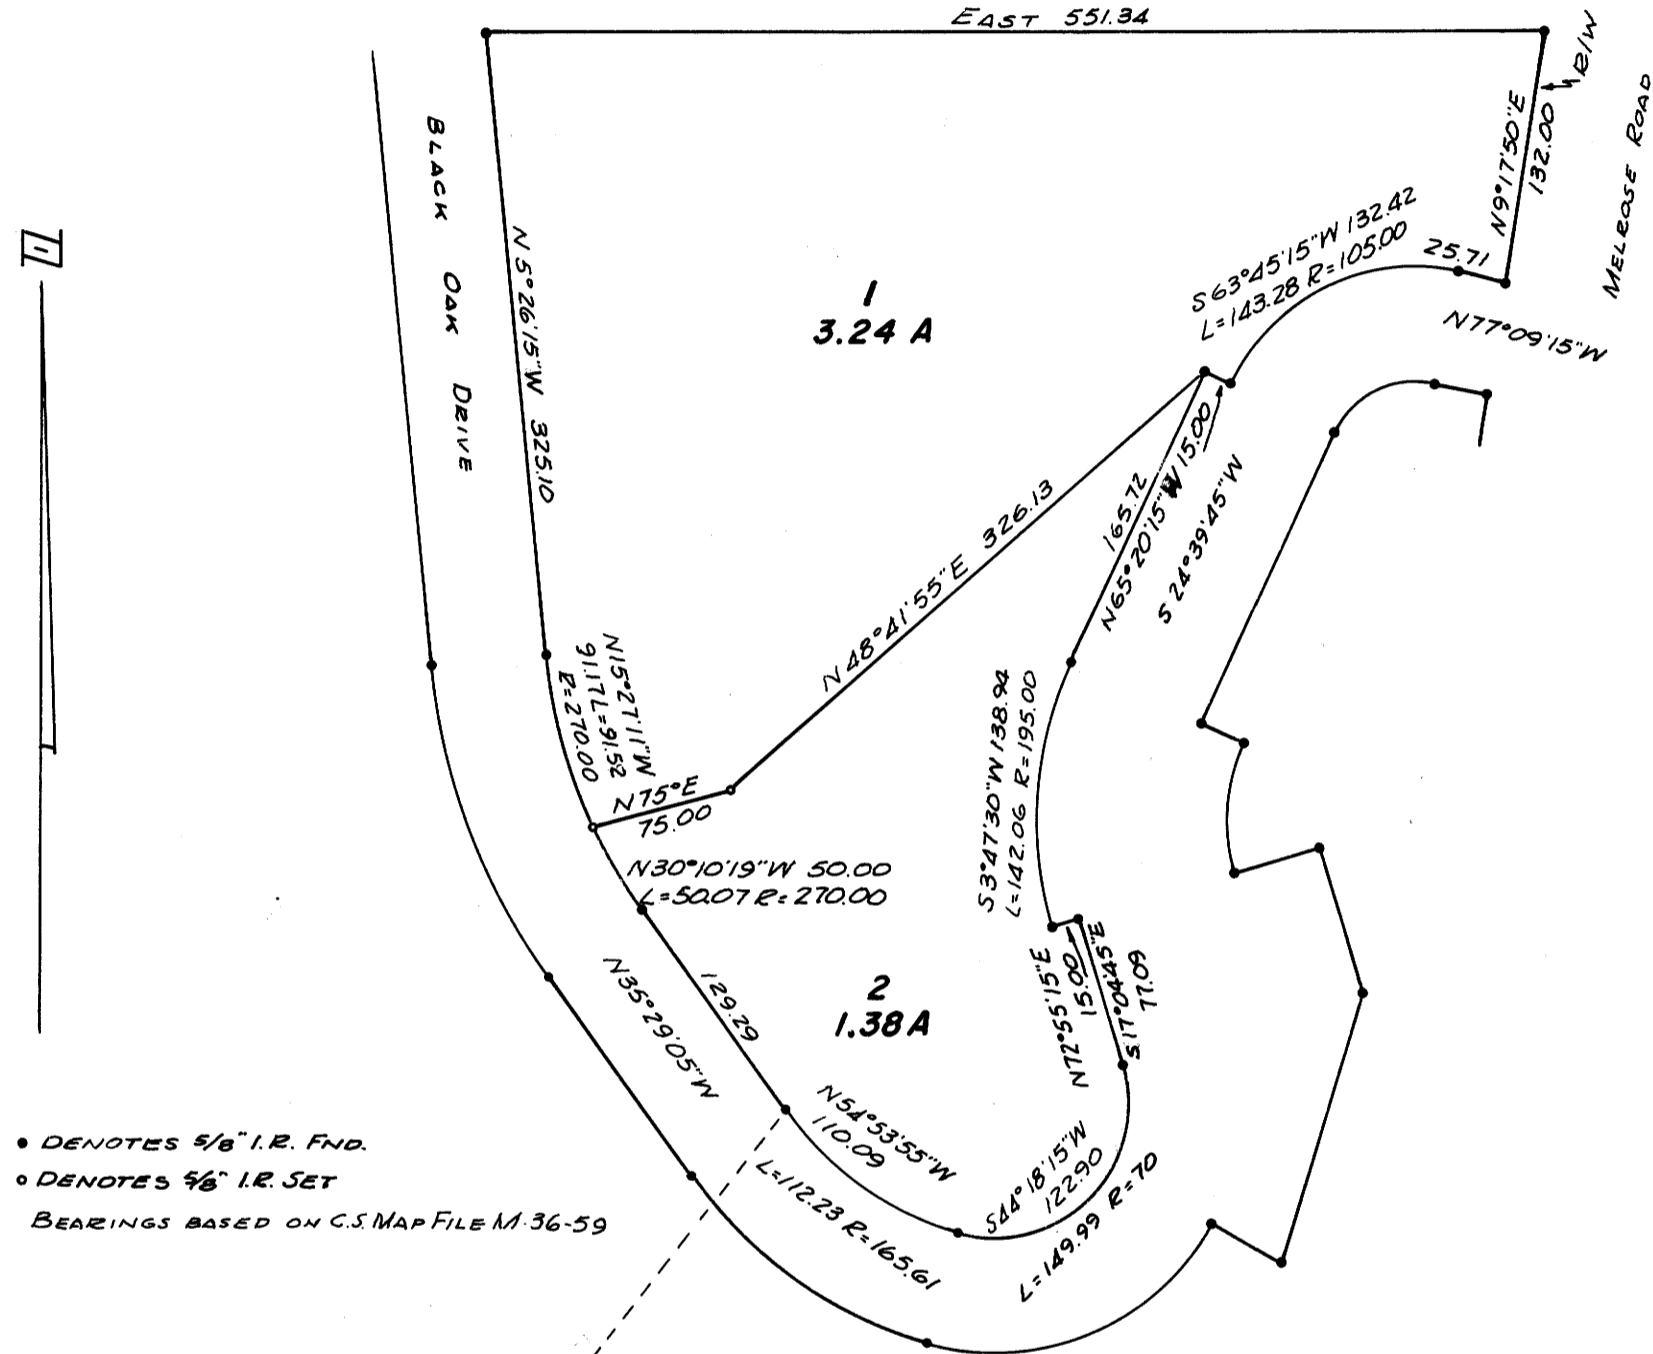 EAST 551.34
R/W
MELROSE ROAD
N9°17'50"E
132.00
BLACK OAK DRIVE
N 5°26'15"W 325.10
1
3.24 A
S63°45'15"W 132.42
L=143.28 R=105.00
25.71
N77°09'15"W
N 48°41'55"E 326.13
165.72
N65°20'15"W 15.00
S 24°39'45"W
N15°27'11"W
91.17 L=91.52
R=270.00
N75°E
75.00
N30°10'19"W 50.00
L=50.07 R=270.00
S3°47'30"W 138.94
L=142.06 R=195.00
N72°55'15"E
15.00
S17°04'45"E
77.09
2
1.38 A
129.29
N35°29'05"W
N54°53'55"W
110.09
L=112.23 R=165.61
S44°18'15"W
122.90
L=149.99 R=70
• DENOTES 5/8" I.R. FND.
∘ DENOTES 5/8" I.R. SET
BEARINGS BASED ON C.S. MAP FILE M·36-59